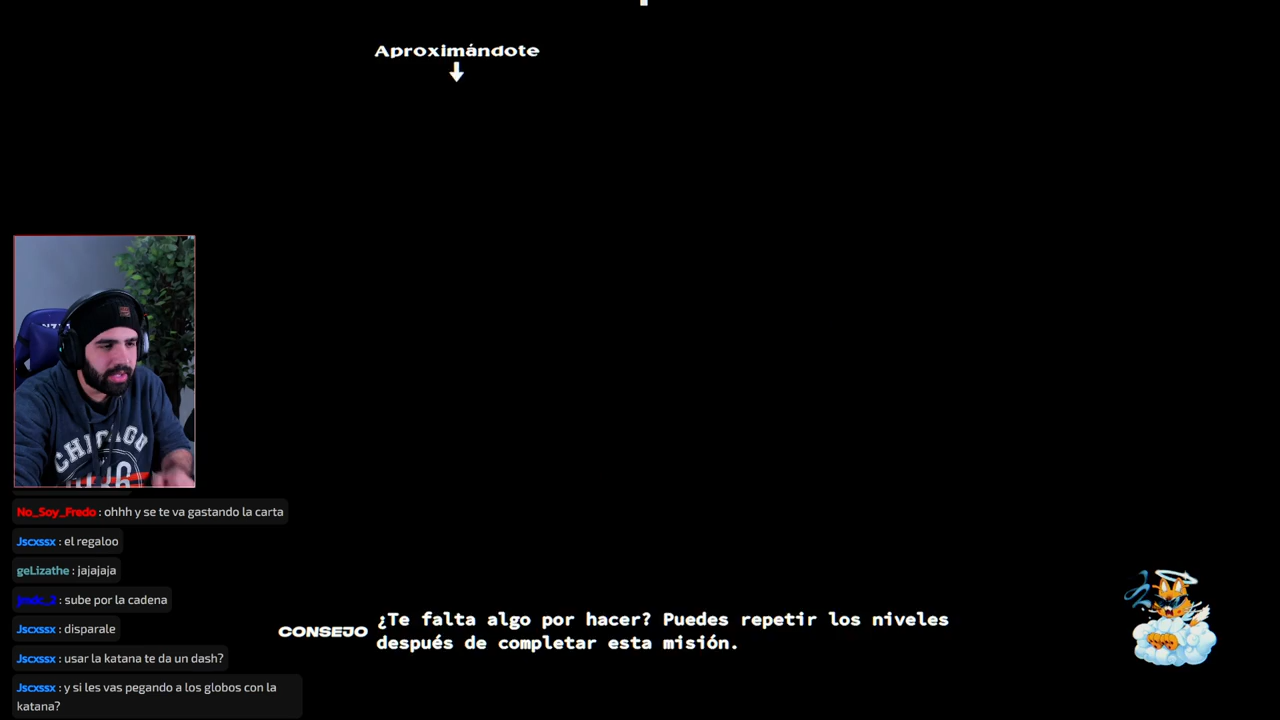 Aproximándote
CHICAGO
No_Soy_Fredo : ohhh y se te va gastando la carta
Jscxssx : el regaloo
geLizathe : jajajaja
jmdc_2 : sube por la cadena
Jscxssx : disparale
Jscxssx : usar la katana te da un dash?
Jscxssx : y si les vas pegando a los globos con la
katana?
CONSEJO
¿Te falta algo por hacer? Puedes repetir los niveles
después de completar esta misión.